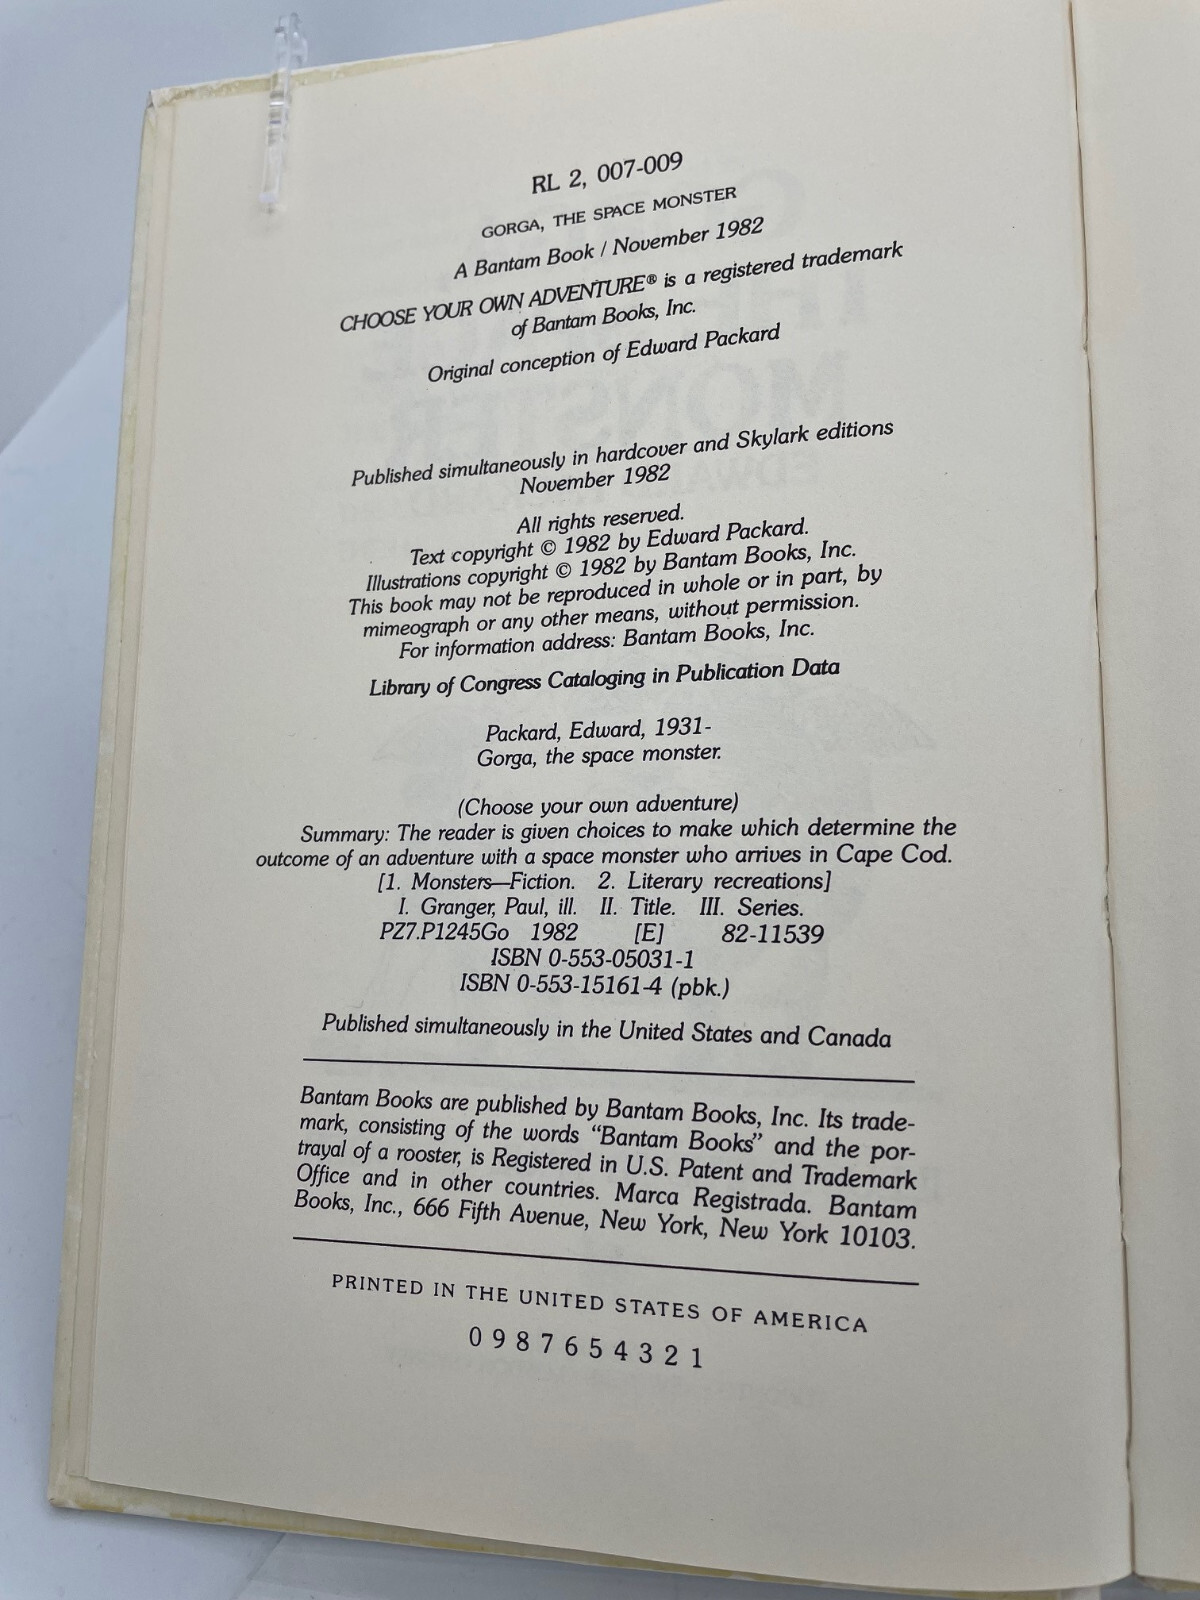 RL 2, 007-009
GORGA, THE SPACE MONSTER
A Bantam Book / November 1982
CHOOSE YOUR OWN ADVENTURE® is a registered trademark
of Bantam Books, Inc.
Original conception of Edward Packard
Published simultaneously in hardcover and Skylark editions
November 1982
All rights reserved.
Text copyright © 1982 by Edward Packard.
Illustrations copyright © 1982 by Bantam Books, Inc.
This book may not be reproduced in whole or in part, by
mimeograph or any other means, without permission.
For information address: Bantam Books, Inc.
Library of Congress Cataloging in Publication Data
Packard, Edward, 1931-
Gorga, the space monster.
(Choose your own adventure)
Summary: The reader is given choices to make which determine the
outcome of an adventure with a space monster who arrives in Cape Cod.
[1. Monsters—Fiction. 2. Literary recreations]
I. Granger, Paul, ill. II. Title. III. Series.
PZ7.P1245Go 1982 [E] 82-11539
ISBN 0-553-05031-1
ISBN 0-553-15161-4 (pbk.)
Published simultaneously in the United States and Canada
Bantam Books are published by Bantam Books, Inc. Its trade-
mark, consisting of the words “Bantam Books” and the por-
trayal of a rooster, is Registered in U.S. Patent and Trademark
Office and in other countries. Marca Registrada. Bantam
Books, Inc., 666 Fifth Avenue, New York, New York 10103.
PRINTED IN THE UNITED STATES OF AMERICA
0 9 8 7 6 5 4 3 2 1